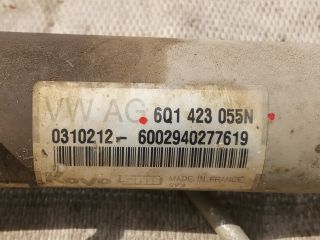 VW AG 6Q1 423 055N
0310212- 6002940277619
MADE IN FRANCE